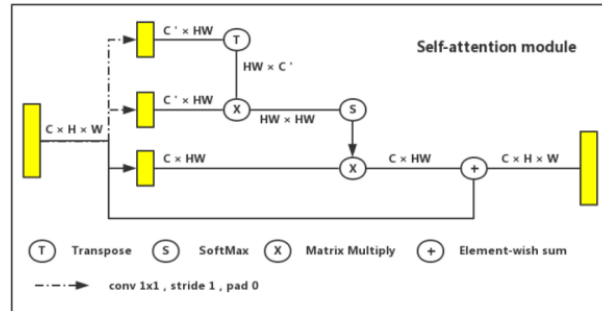 C ' × HW
T
Self-attention module
HW × C '
C × H × W
C ' × HW
X
HW × HW
S
C × HW
X
C × HW
+
C × H × W
T Transpose S SoftMax X Matrix Multiply + Element-wish sum
conv 1x1 , stride 1 , pad 0